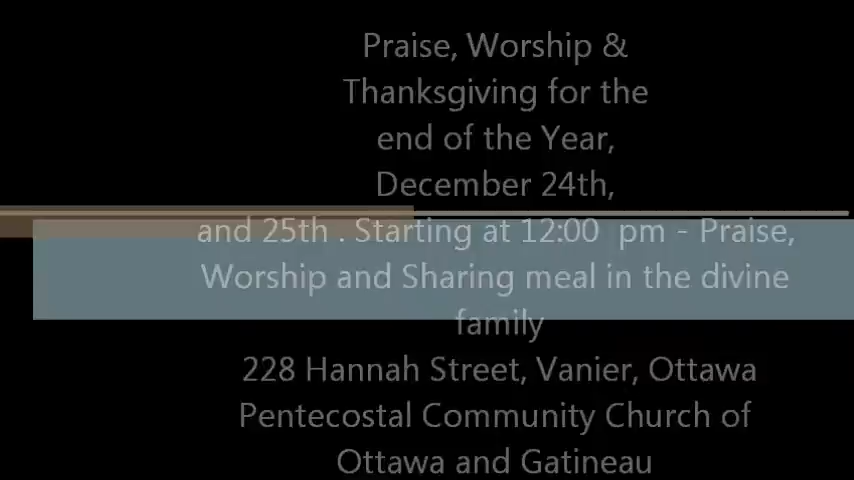 Praise, Worship &
Thanksgiving for the
end of the Year,
December 24th,
and 25th . Starting at 12:00  pm - Praise,
Worship and Sharing meal in the divine
family
228 Hannah Street, Vanier, Ottawa
Pentecostal Community Church of
Ottawa and Gatineau